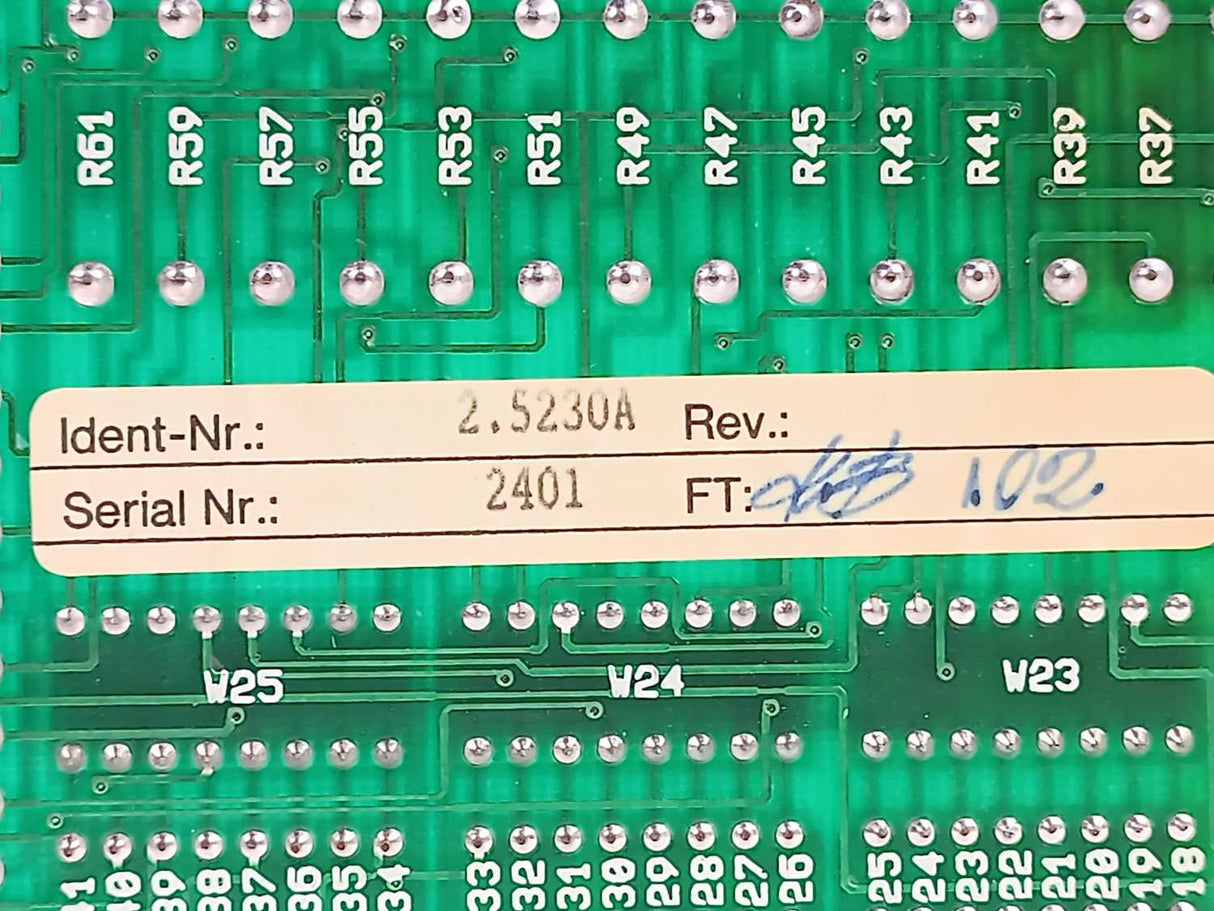 R61 R59 R57 R55 R53 R51 R49 R47 R45 R43 R41 R39 R37
Ident-Nr.: 2.5230A Rev.:
Serial Nr.: 2401 FT: 1.02.
W25 W24 W23
41 40 39 38 37 36 35 34 33 32 31 30 29 28 27 26 25 24 23 22 21 20 19 18